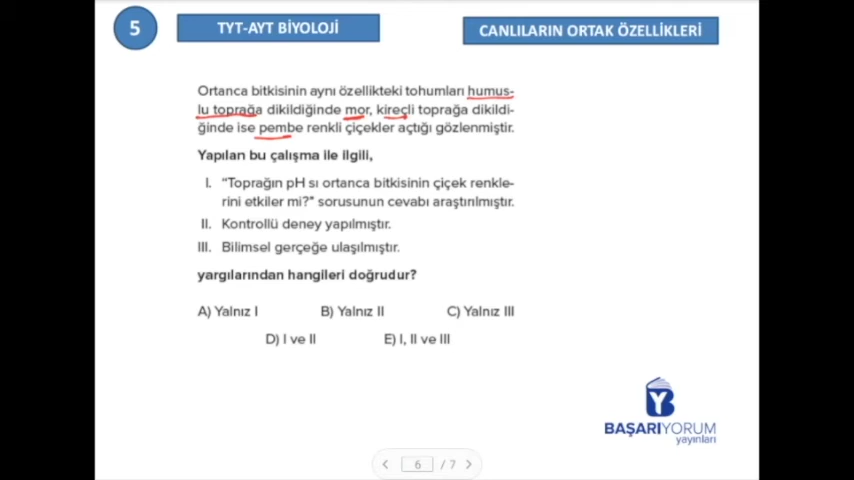 5
TYT-AYT BİYOLOJİ
CANLILARIN ORTAK ÖZELLİKLERİ
Ortanca bitkisinin aynı özellikteki tohumları humus-
lu toprağa dikildiğinde mor, kireçli toprağa dikildi-
ğinde ise pembe renkli çiçekler açtığı gözlenmiştir.
Yapılan bu çalışma ile ilgili,
I. “Toprağın pH sı ortanca bitkisinin çiçek renkle-
rini etkiler mi?” sorusunun cevabı araştırılmıştır.
II. Kontrollü deney yapılmıştır.
III. Bilimsel gerçeğe ulaşılmıştır.
yargılarından hangileri doğrudur?
A) Yalnız I B) Yalnız II C) Yalnız III
D) I ve II E) I, II ve III
BAŞARIYORUM
yayınları
6 / 7